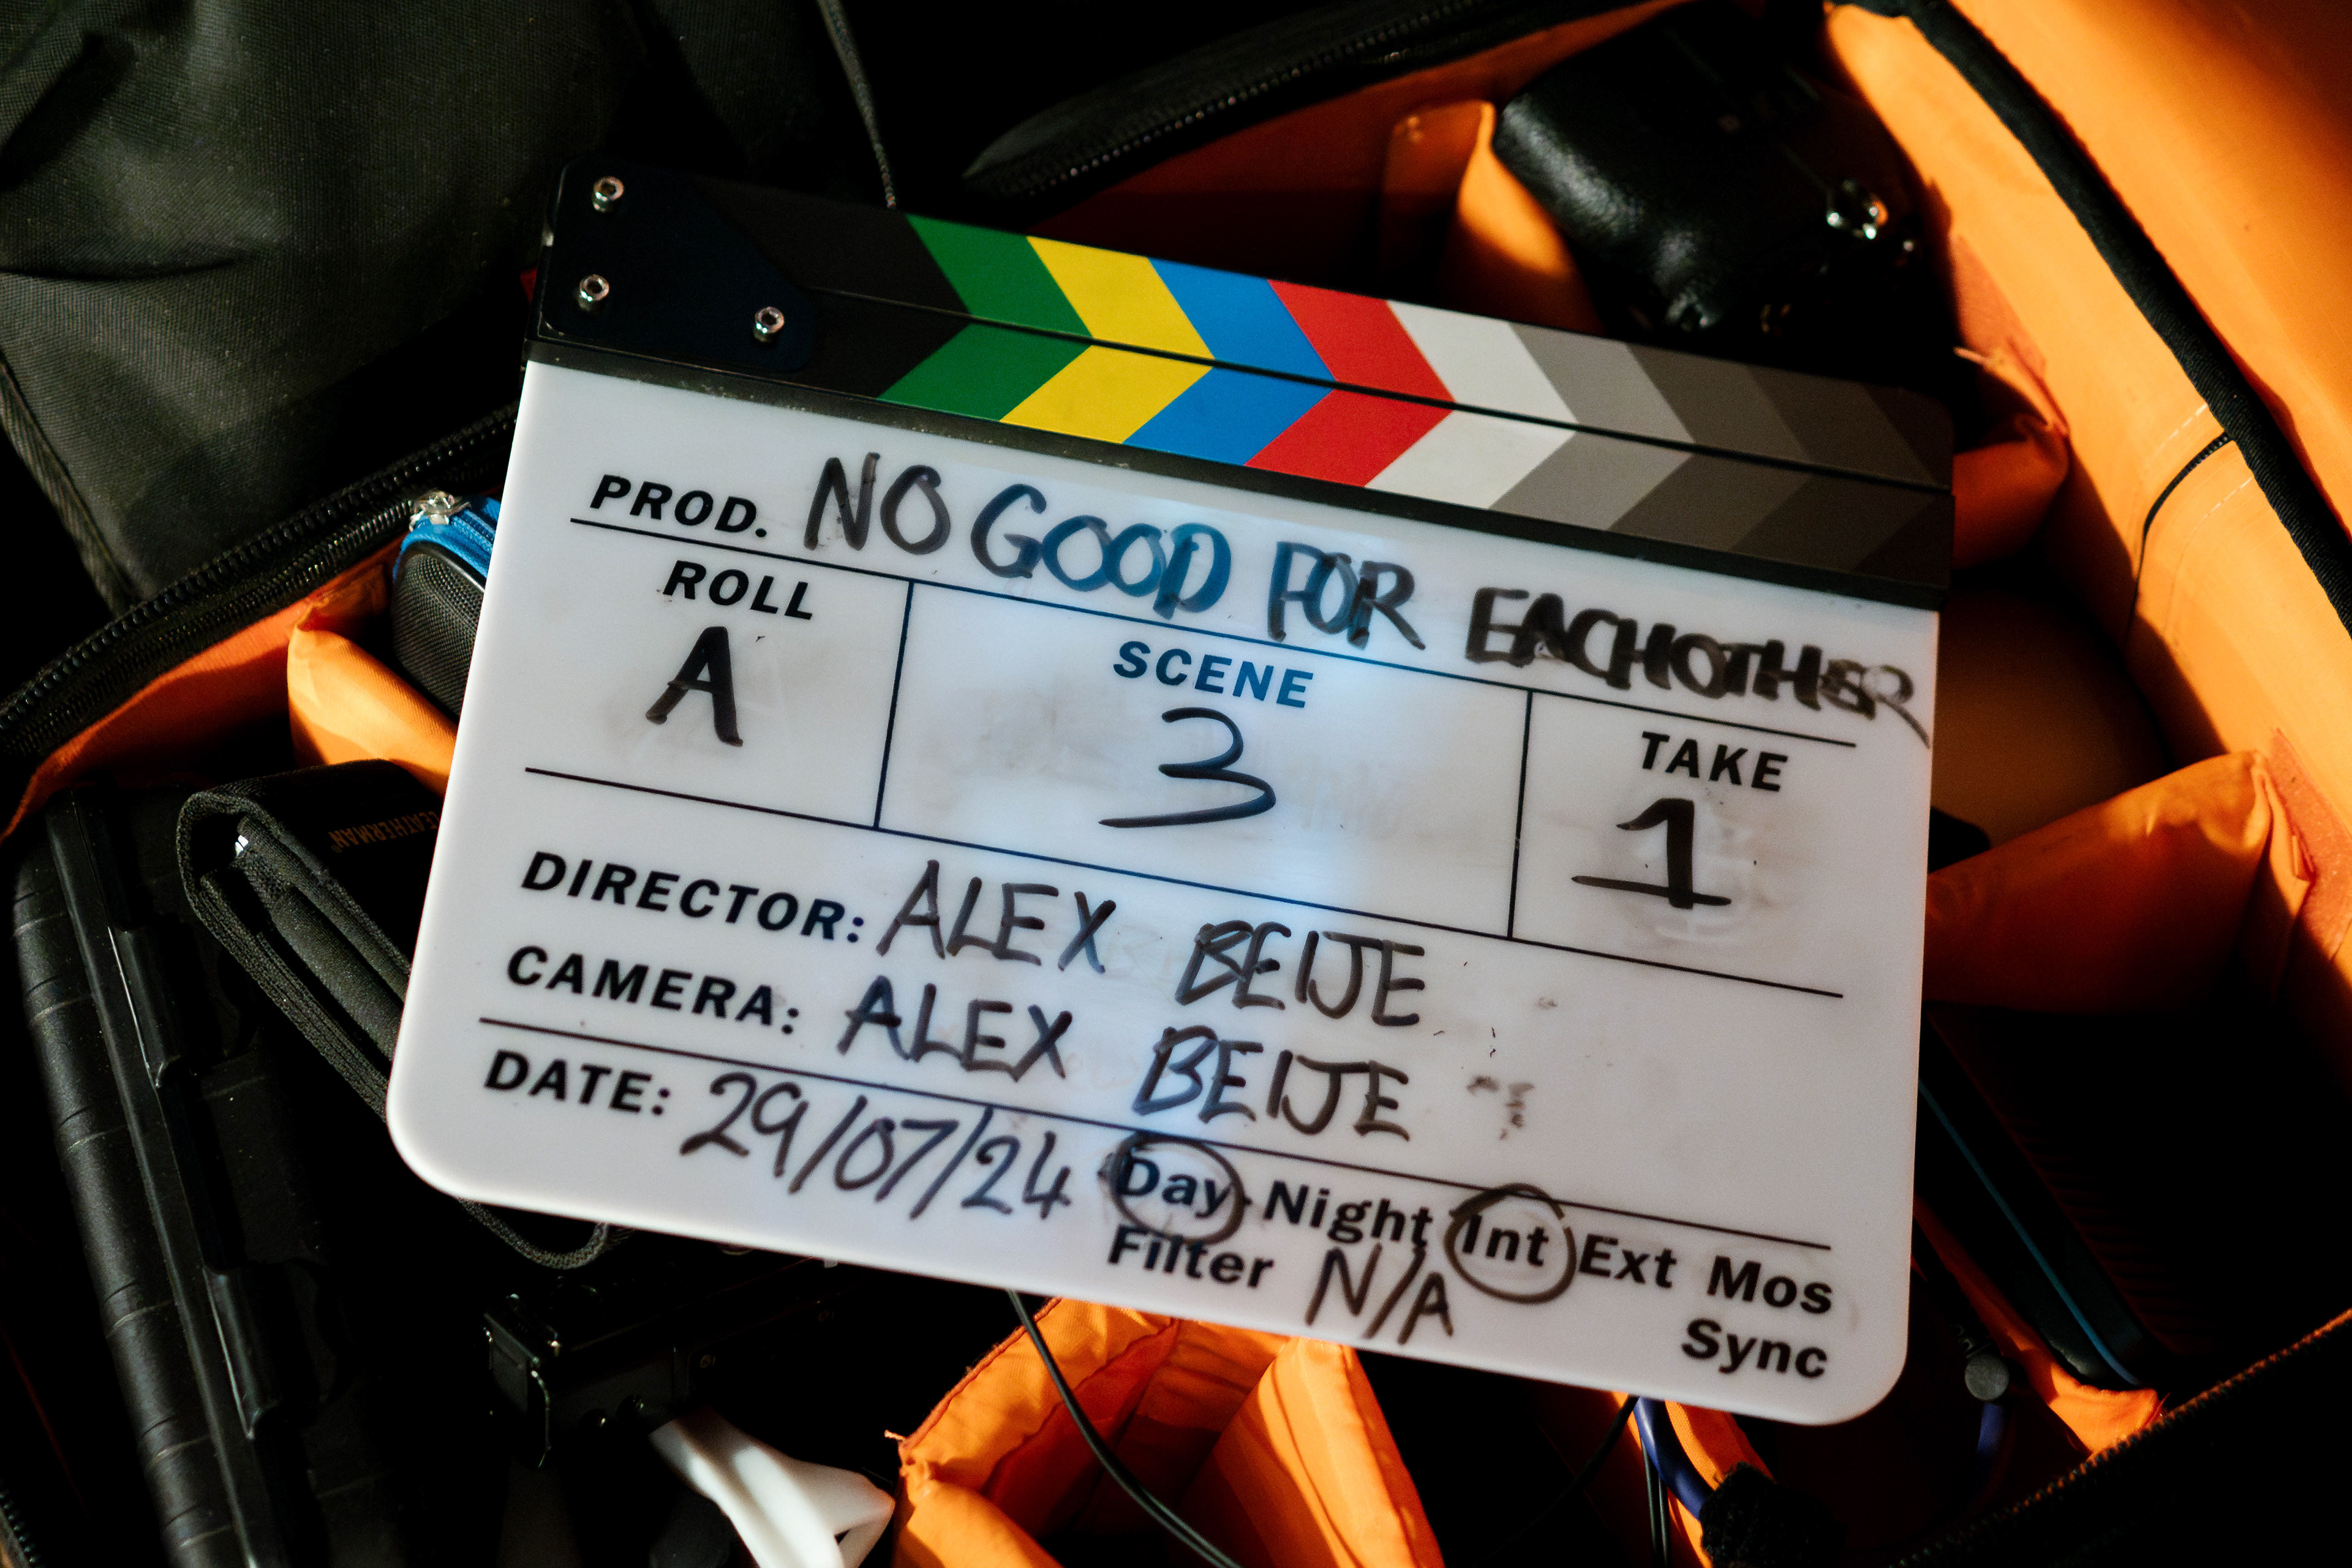 PROD. NO GOOD FOR EACHOTHER
ROLL SCENE TAKE
A 3 1
DIRECTOR: ALEX BEIJE
CAMERA: ALEX BEIJE
DATE: 29/07/24 Day Night Int Ext Mos
Filter N/A Sync
LEATHERMAN